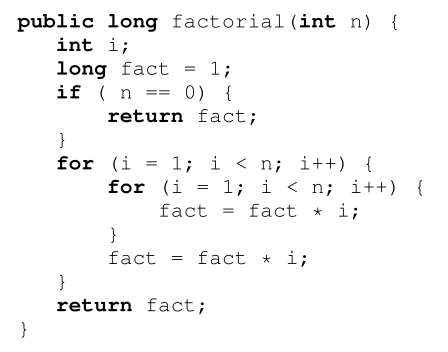 public long factorial(int n) {
    int i;
    long fact = 1;
    if ( n == 0) {
        return fact;
    }
    for (i = 1; i < n; i++) {
        for (i = 1; i < n; i++) {
            fact = fact * i;
        }
        fact = fact * i;
    }
    return fact;
}